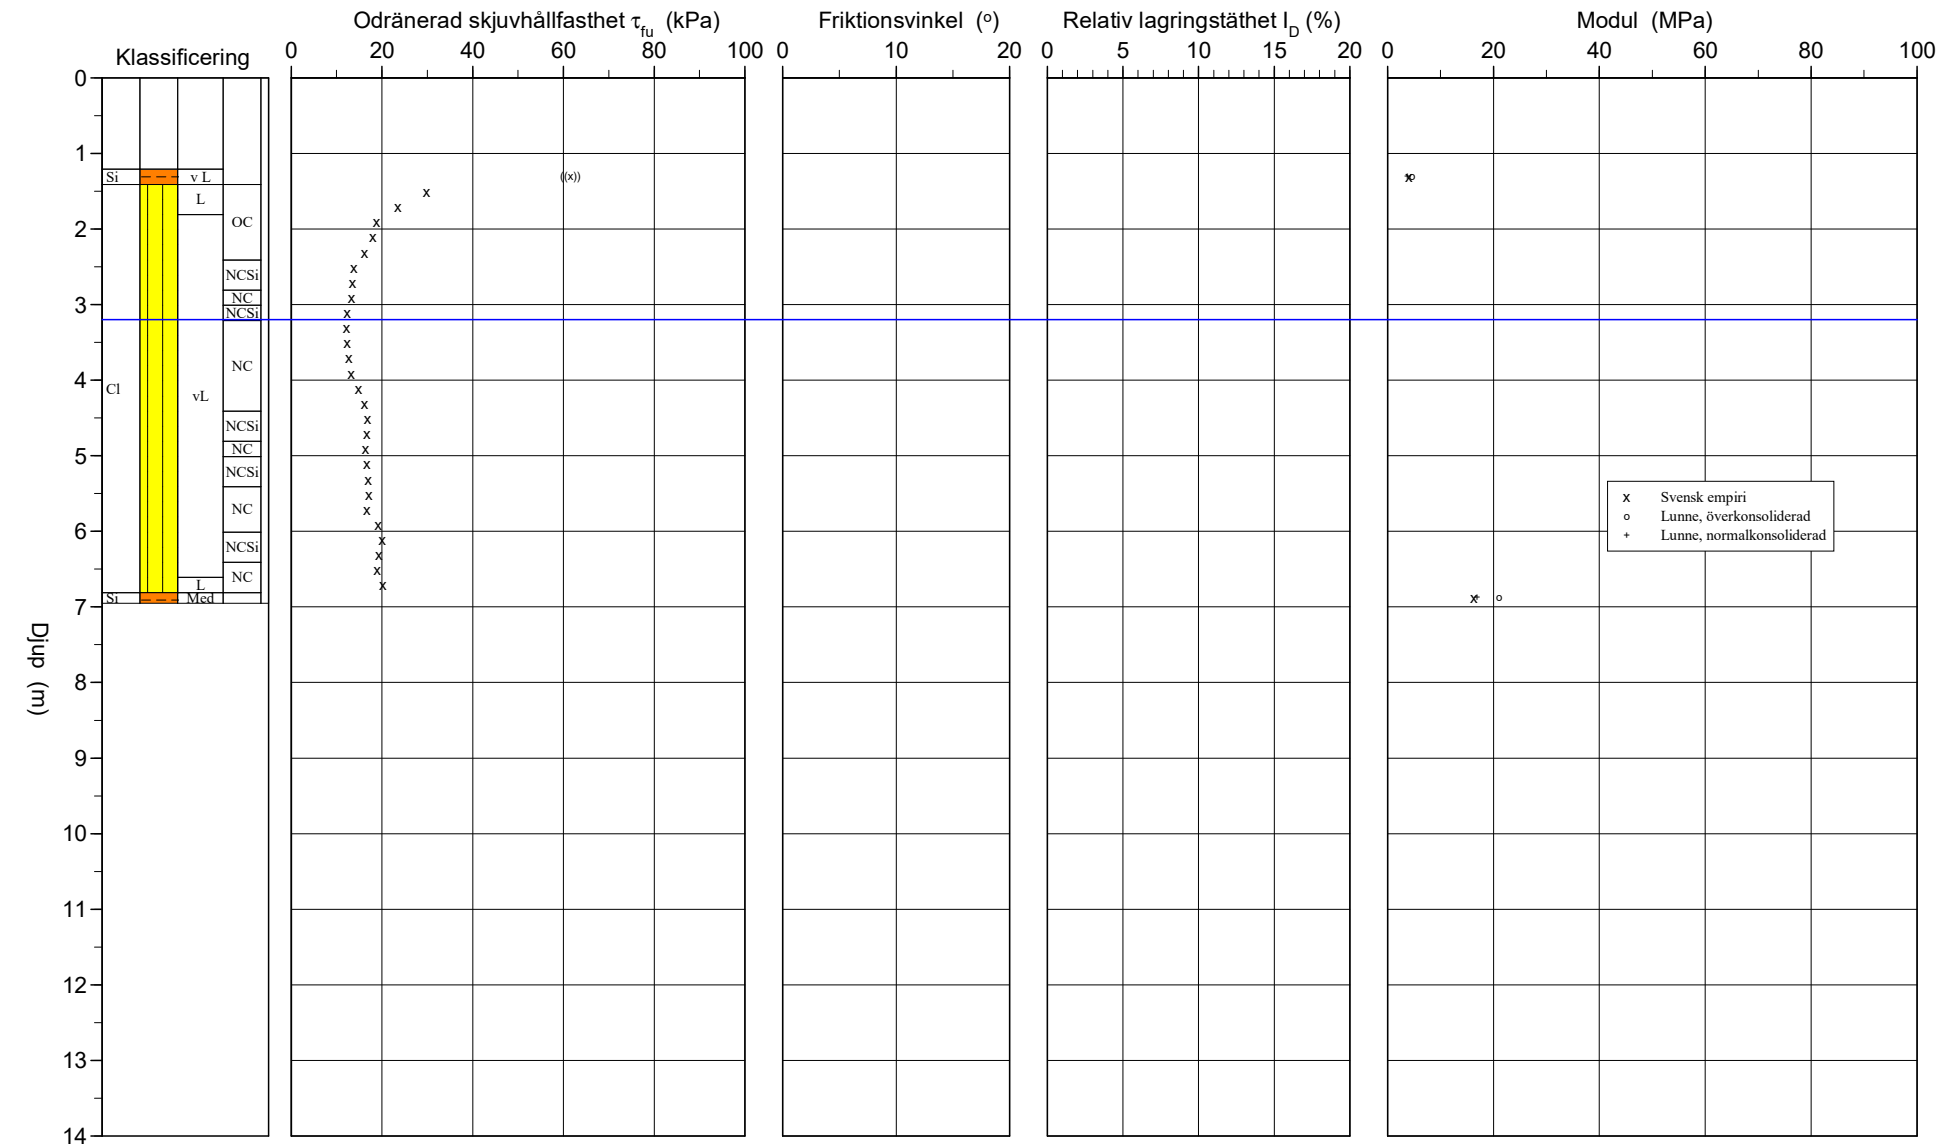 Odränerad skjuvhållfasthet τfu (kPa)
Friktionsvinkel (o)
Relativ lagringstäthet ID (%)
Modul (MPa)
Klassificering
0 20 40 60 80 100
0 10 20
0 5 10 15 20
0 20 40 60 80 100
0
1
2
3
4
5
6
7
8
9
10
11
12
13
14
Djup (m)
Si
v L
L
OC
NCSi
NC
NCSi
NC
Cl
vL
NCSi
NC
NCSi
NC
NCSi
NC
L
Si
Med
((x))
x Svensk empiri
o Lunne, överkonsoliderad
+ Lunne, normalkonsoliderad